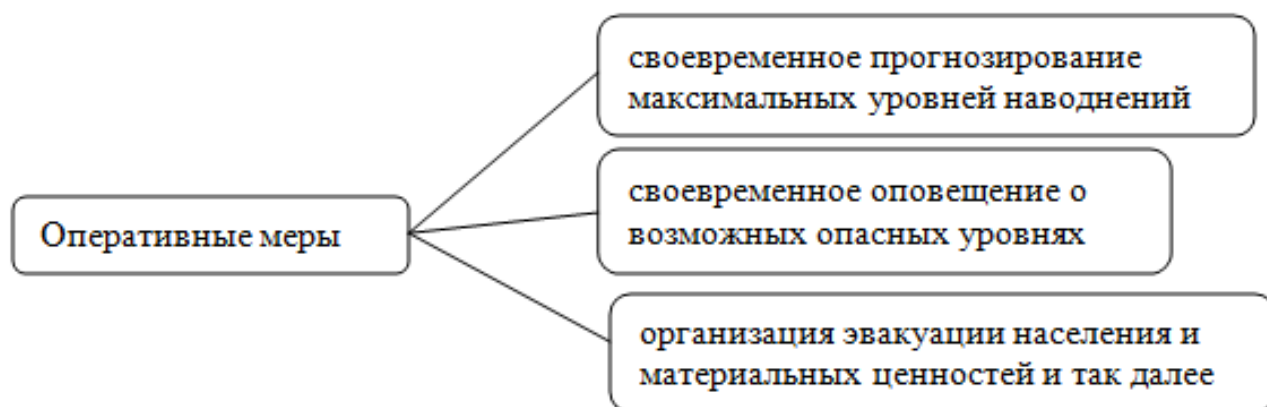 своевременное прогнозирование
максимальных уровней наводнений
своевременное оповещение о
возможных опасных уровнях
Оперативные меры
организация эвакуации населения и
материальных ценностей и так далее